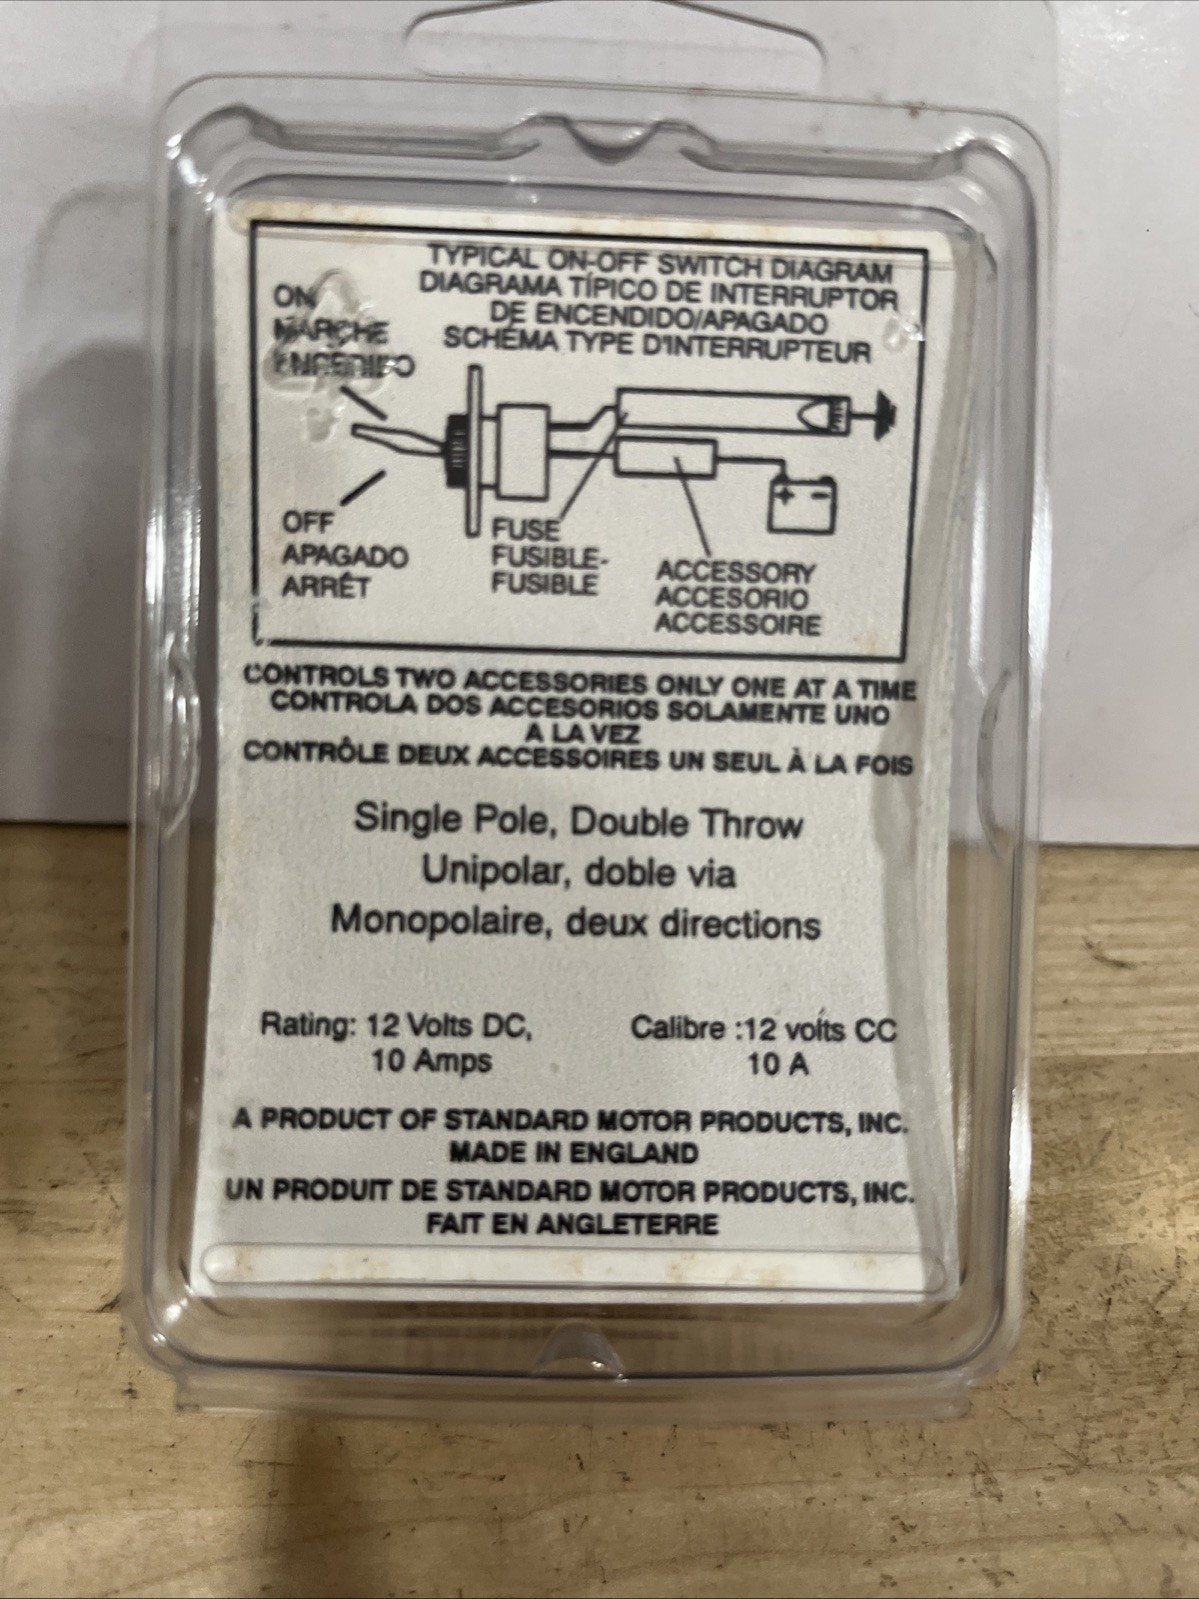 TYPICAL ON-OFF SWITCH DIAGRAM
DIAGRAMA TÍPICO DE INTERRUPTOR
DE ENCENDIDO/APAGADO
SCHÉMA TYPE D'INTERRUPTEUR
ON
MARCHE
ENCEDIDO
+ -
OFF
APAGADO
ARRÊT
FUSE
FUSIBLE-
FUSIBLE
ACCESSORY
ACCESORIO
ACCESSOIRE
CONTROLS TWO ACCESSORIES ONLY ONE AT A TIME
CONTROLA DOS ACCESORIOS SOLAMENTE UNO
A LA VEZ
CONTRÔLE DEUX ACCESSOIRES UN SEUL À LA FOIS
Single Pole, Double Throw
Unipolar, doble via
Monopolaire, deux directions
Rating: 12 Volts DC,
10 Amps
Calibre :12 volts CC
10 A
A PRODUCT OF STANDARD MOTOR PRODUCTS, INC.
MADE IN ENGLAND
UN PRODUIT DE STANDARD MOTOR PRODUCTS, INC.
FAIT EN ANGLETERRE